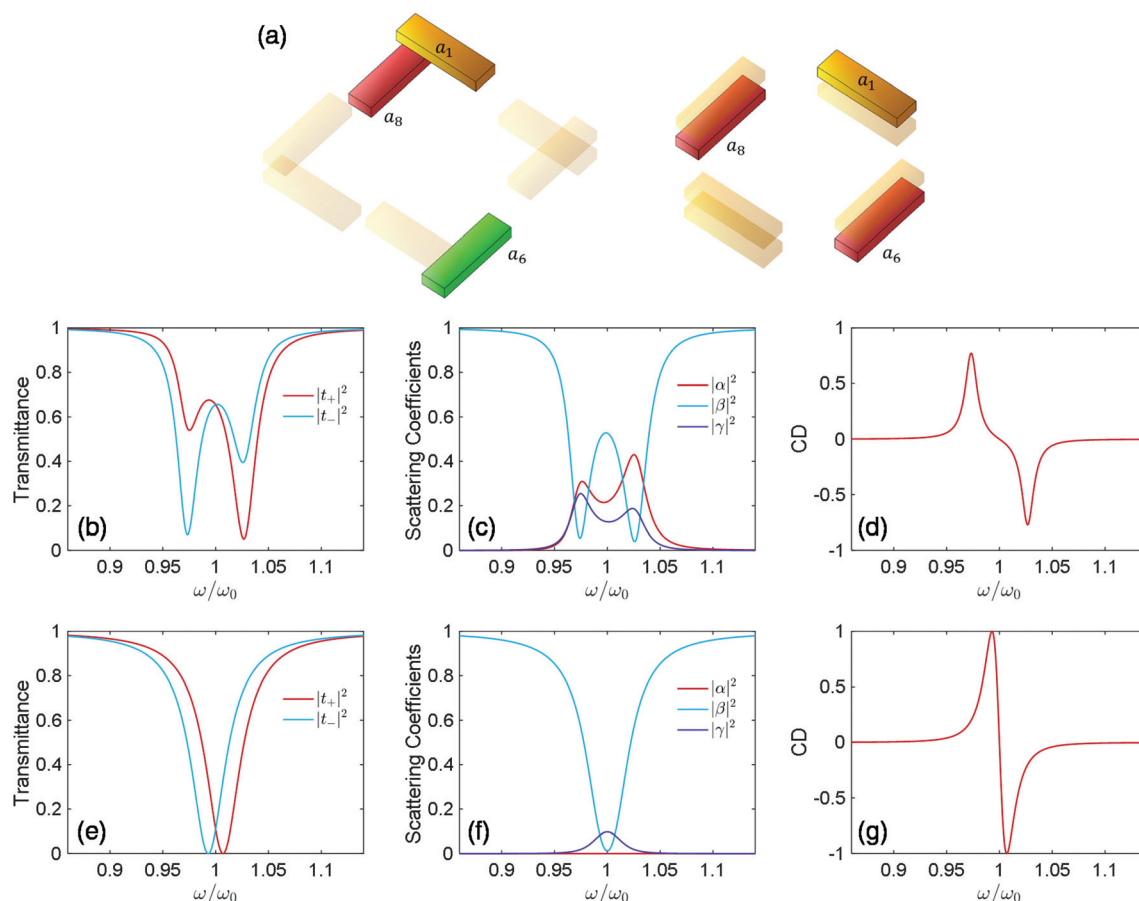 (a)
a₁
a₈
a₆
a₁
a₈
a₆
1
0.8
0.6
0.4
0.2
0
Transmittance
|t₊|²
|t₋|²
(b)
0.9 0.95 1 1.05 1.1
ω/ω₀
1
0.8
0.6
0.4
0.2
0
Scattering Coefficients
|α|²
|β|²
|γ|²
(c)
0.9 0.95 1 1.05 1.1
ω/ω₀
1
0.5
0
-0.5
-1
CD
(d)
0.9 0.95 1 1.05 1.1
ω/ω₀
1
0.8
0.6
0.4
0.2
0
Transmittance
|t₊|²
|t₋|²
(e)
0.9 0.95 1 1.05 1.1
ω/ω₀
1
0.8
0.6
0.4
0.2
0
Scattering Coefficients
|α|²
|β|²
|γ|²
(f)
0.9 0.95 1 1.05 1.1
ω/ω₀
1
0.5
0
-0.5
-1
CD
(g)
0.9 0.95 1 1.05 1.1
ω/ω₀